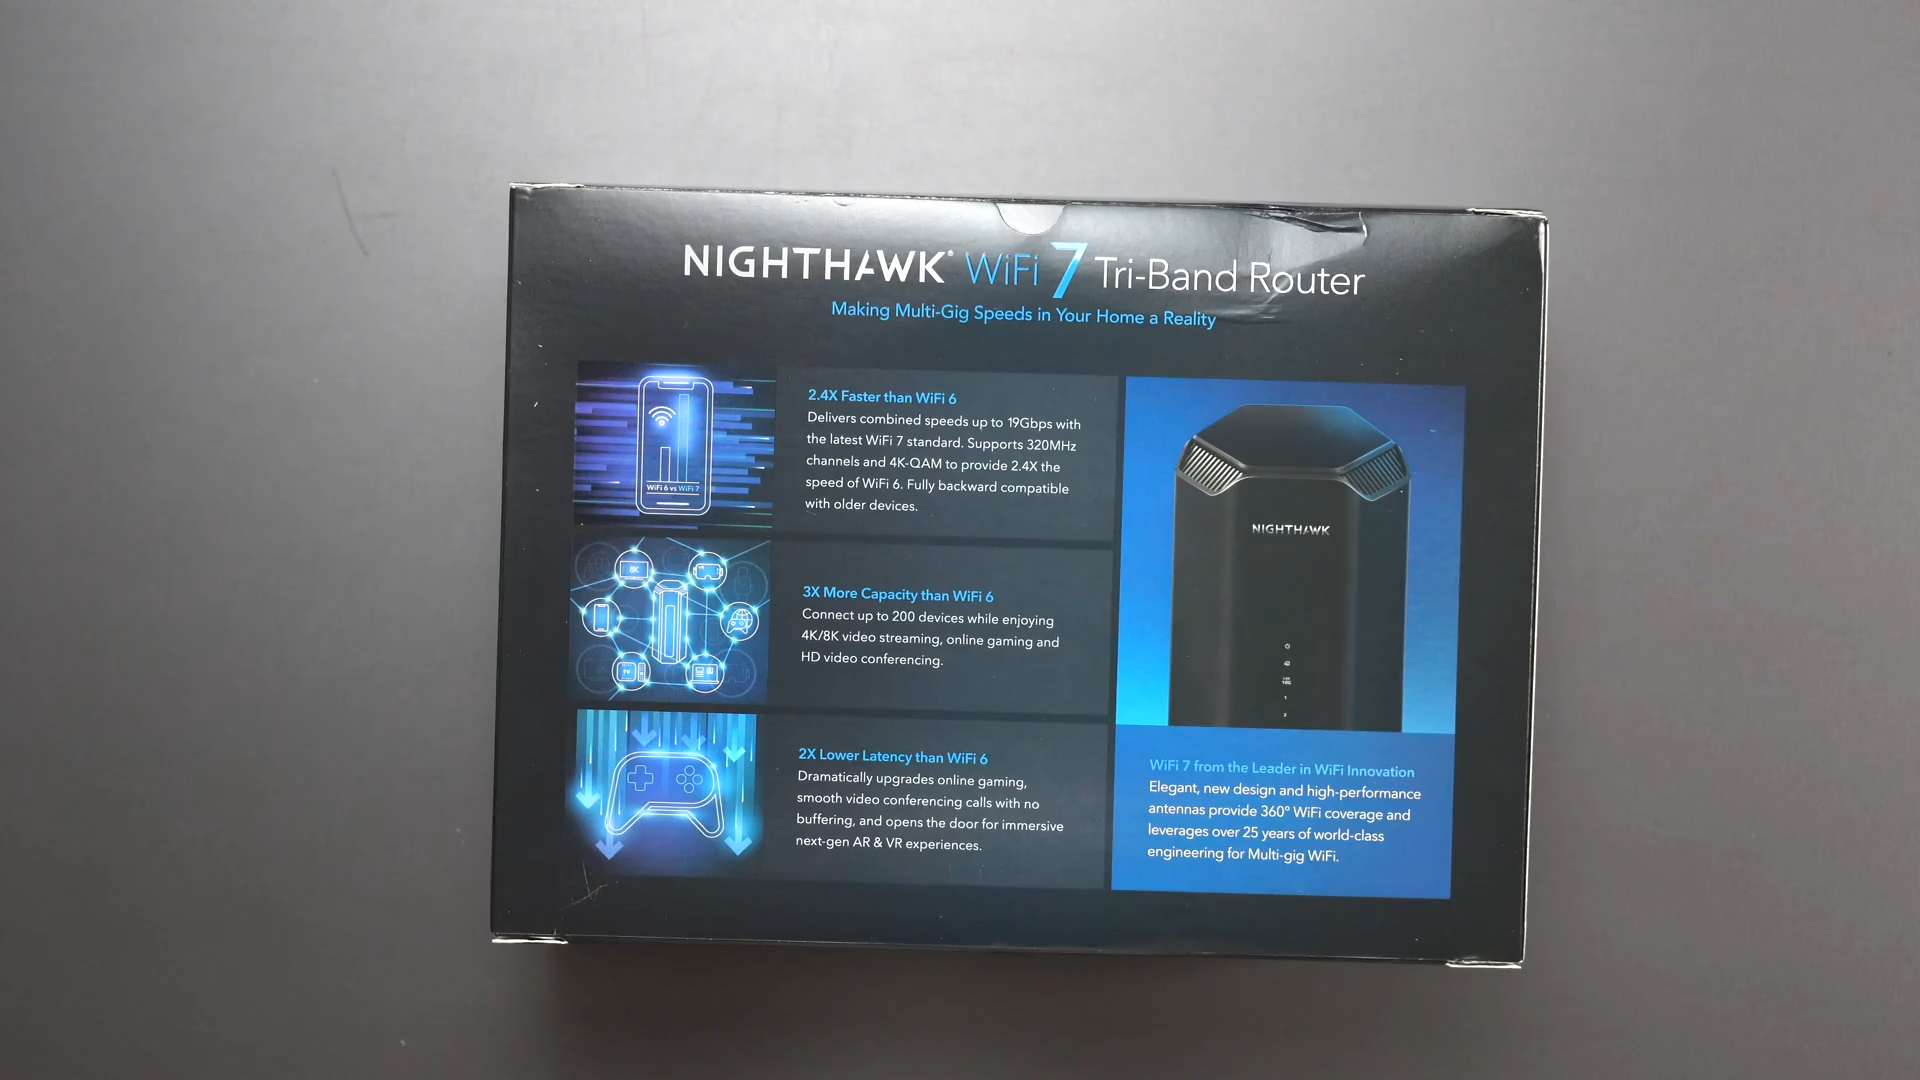 NIGHTHAWK® WiFi 7 Tri-Band Router
Making Multi-Gig Speeds in Your Home a Reality
WiFi 6 vs WiFi 7
2.4X Faster than WiFi 6
Delivers combined speeds up to 19Gbps with
the latest WiFi 7 standard. Supports 320MHz
channels and 4K-QAM to provide 2.4X the
speed of WiFi 6. Fully backward compatible
with older devices.
8K
TV
3X More Capacity than WiFi 6
Connect up to 200 devices while enjoying
4K/8K video streaming, online gaming and
HD video conferencing.
2X Lower Latency than WiFi 6
Dramatically upgrades online gaming,
smooth video conferencing calls with no
buffering, and opens the door for immersive
next-gen AR & VR experiences.
NIGHTHAWK
10G
1
2
WiFi 7 from the Leader in WiFi Innovation
Elegant, new design and high-performance
antennas provide 360° WiFi coverage and
leverages over 25 years of world-class
engineering for Multi-gig WiFi.